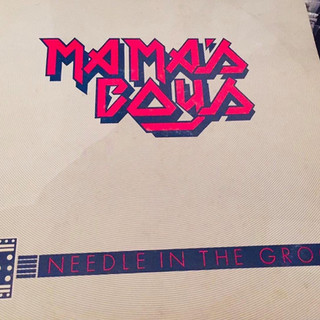 MAMA'S
BOYS
NEEDLE IN THE GRO